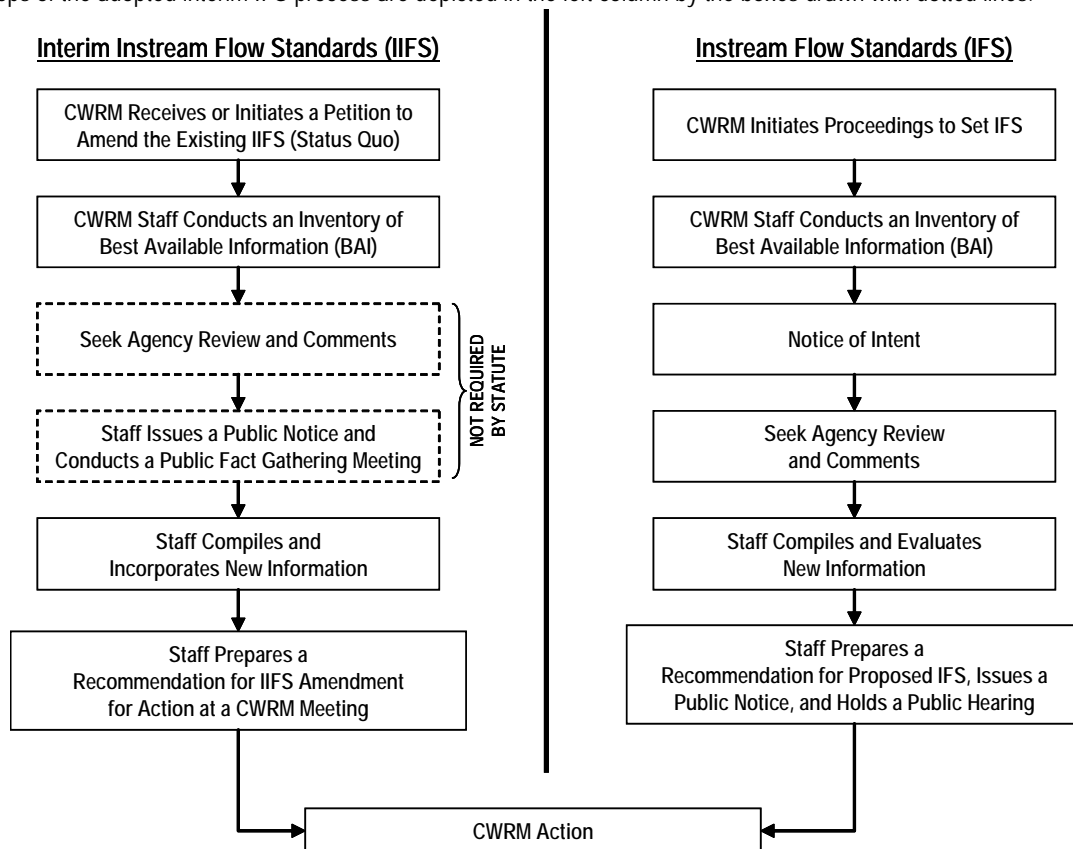 of the adopted interim IFS process are depicted in the left column by the boxes drawn with dotted lines.
Interim Instream Flow Standards (IIFS)
CWRM Receives or Initiates a Petition to
Amend the Existing IIFS (Status Quo)
CWRM Staff Conducts an Inventory of
Best Available Information (BAI)
Seek Agency Review and Comments
Staff Issues a Public Notice and
Conducts a Public Fact Gathering Meeting
NOT REQUIRED
BY STATUTE
Staff Compiles and
Incorporates New Information
Staff Prepares a
Recommendation for IIFS Amendment
for Action at a CWRM Meeting
Instream Flow Standards (IFS)
CWRM Initiates Proceedings to Set IFS
CWRM Staff Conducts an Inventory of
Best Available Information (BAI)
Notice of Intent
Seek Agency Review
and Comments
Staff Compiles and Evaluates
New Information
Staff Prepares a
Recommendation for Proposed IFS, Issues a
Public Notice, and Holds a Public Hearing
CWRM Action